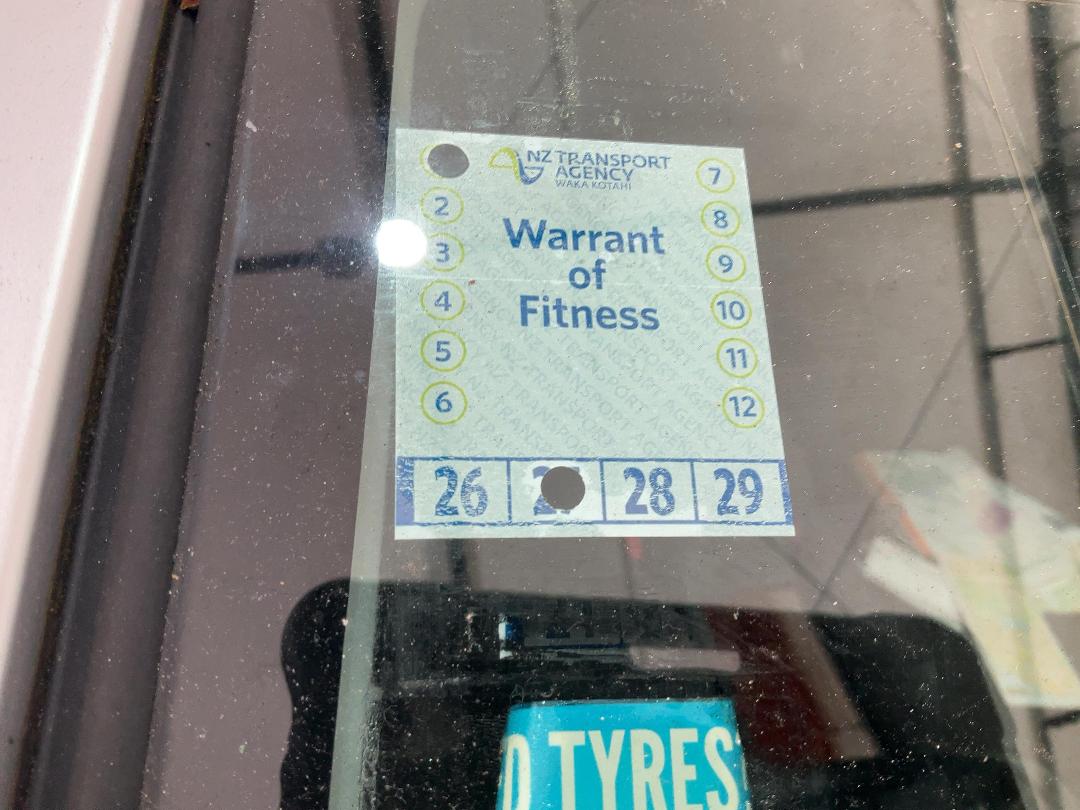 NZ TRANSPORT
AGENCY
WAKA KOTAHI
Warrant
of
Fitness
2
3
4
5
6
7
8
9
10
11
12
26 28 29
TYRES